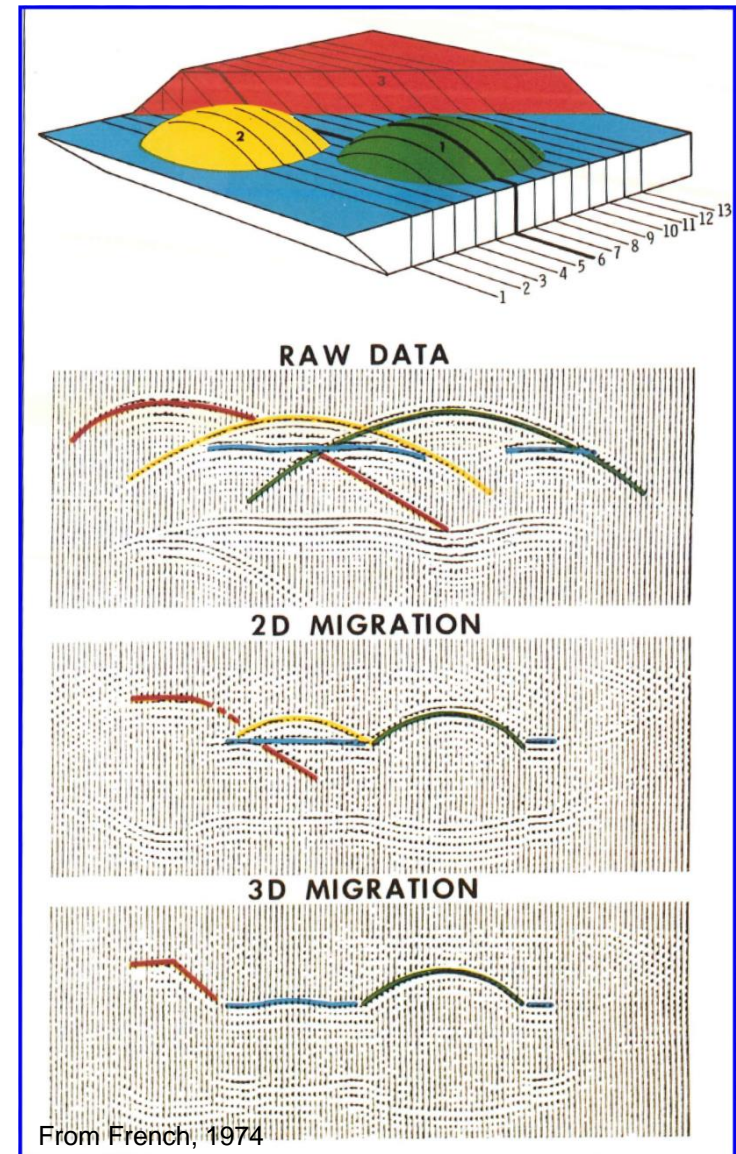 3
2
1
1 2 3 4 5 6 7 8 9 10 11 12 13
RAW DATA
2D MIGRATION
3D MIGRATION
From French, 1974